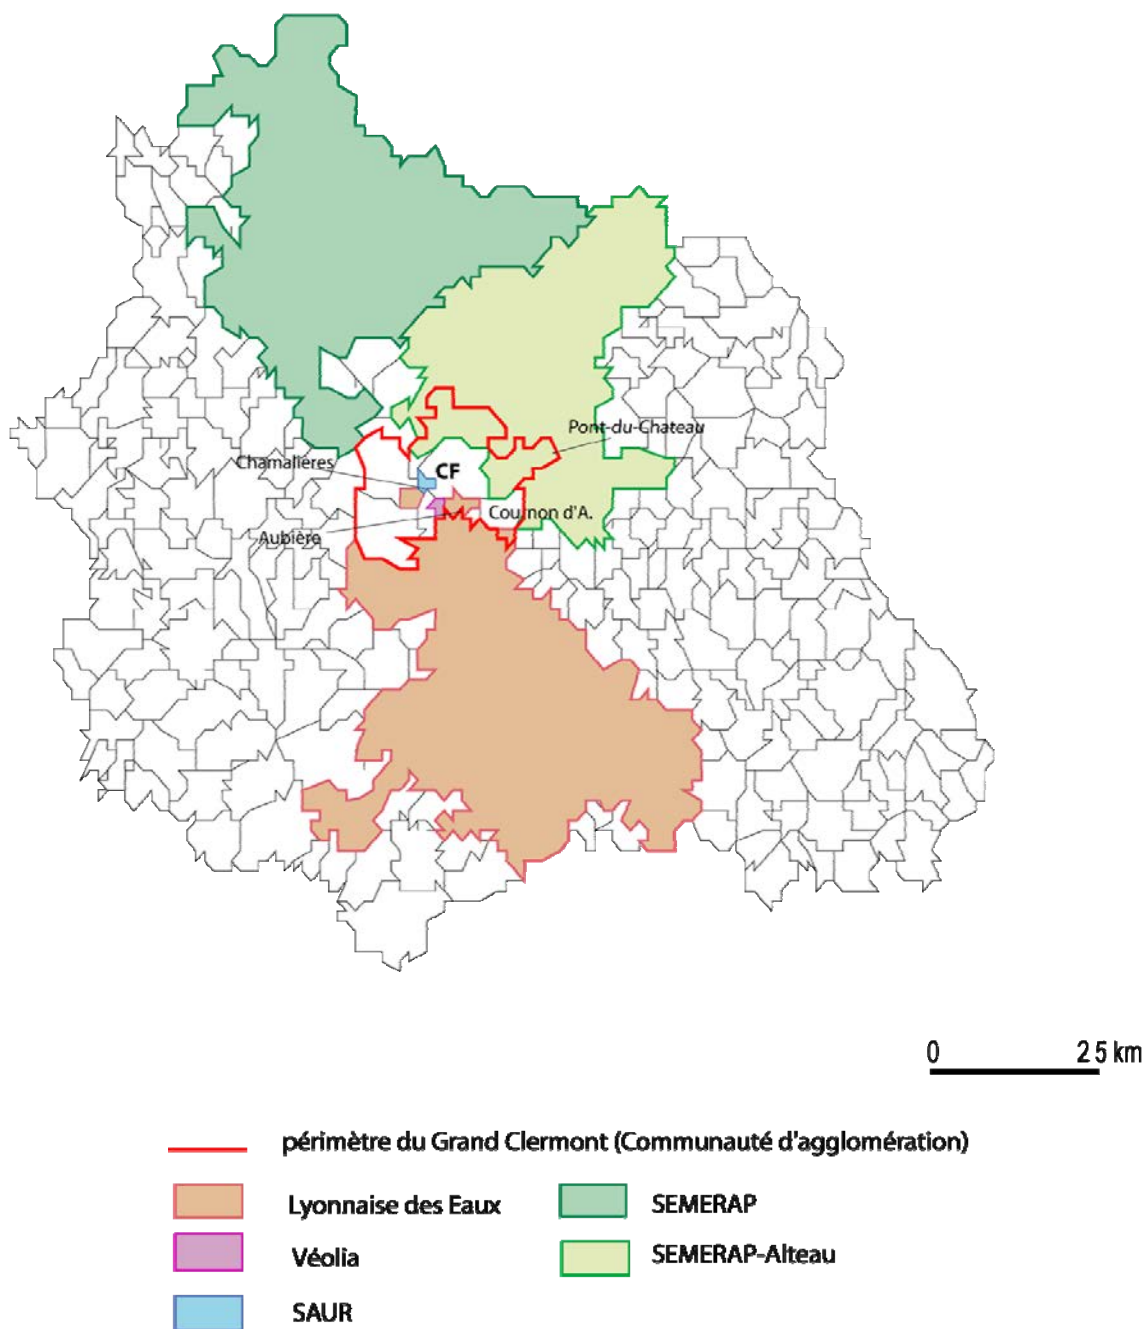 Pont-du-Chateau
Chamalières
CF
Cournon d'A.
Aubière
0 25 km
périmètre du Grand Clermont (Communauté d'agglomération)
Lyonnaise des Eaux
SEMERAP
Véolia
SEMERAP-Alteau
SAUR